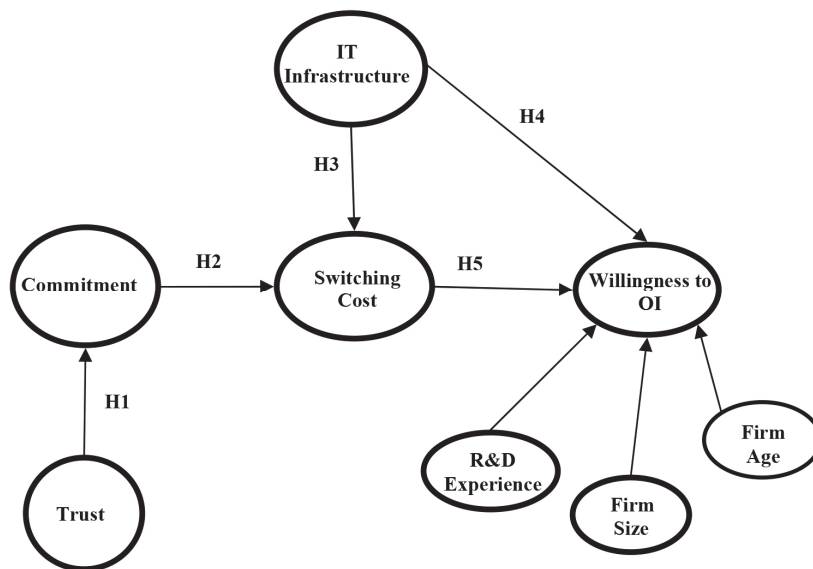 IT
Infrastructure
H4
H3
Commitment
H2
Switching
Cost
H5
Willingness to
OI
H1
Trust
R&D
Experience
Firm
Size
Firm
Age